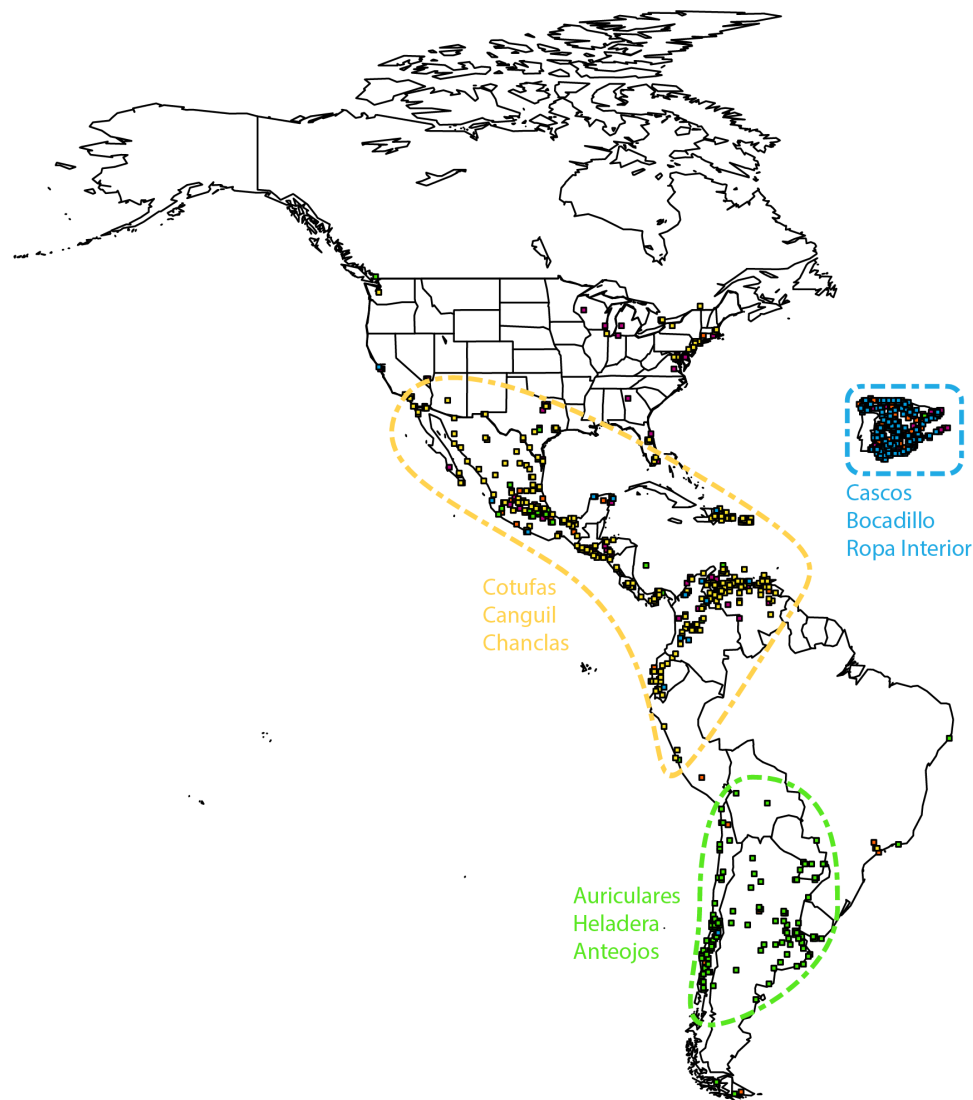 Cascos
Bocadillo
Ropa Interior
Cotufas
Canguil
Chanclas
Auriculares
Heladera
Anteojos